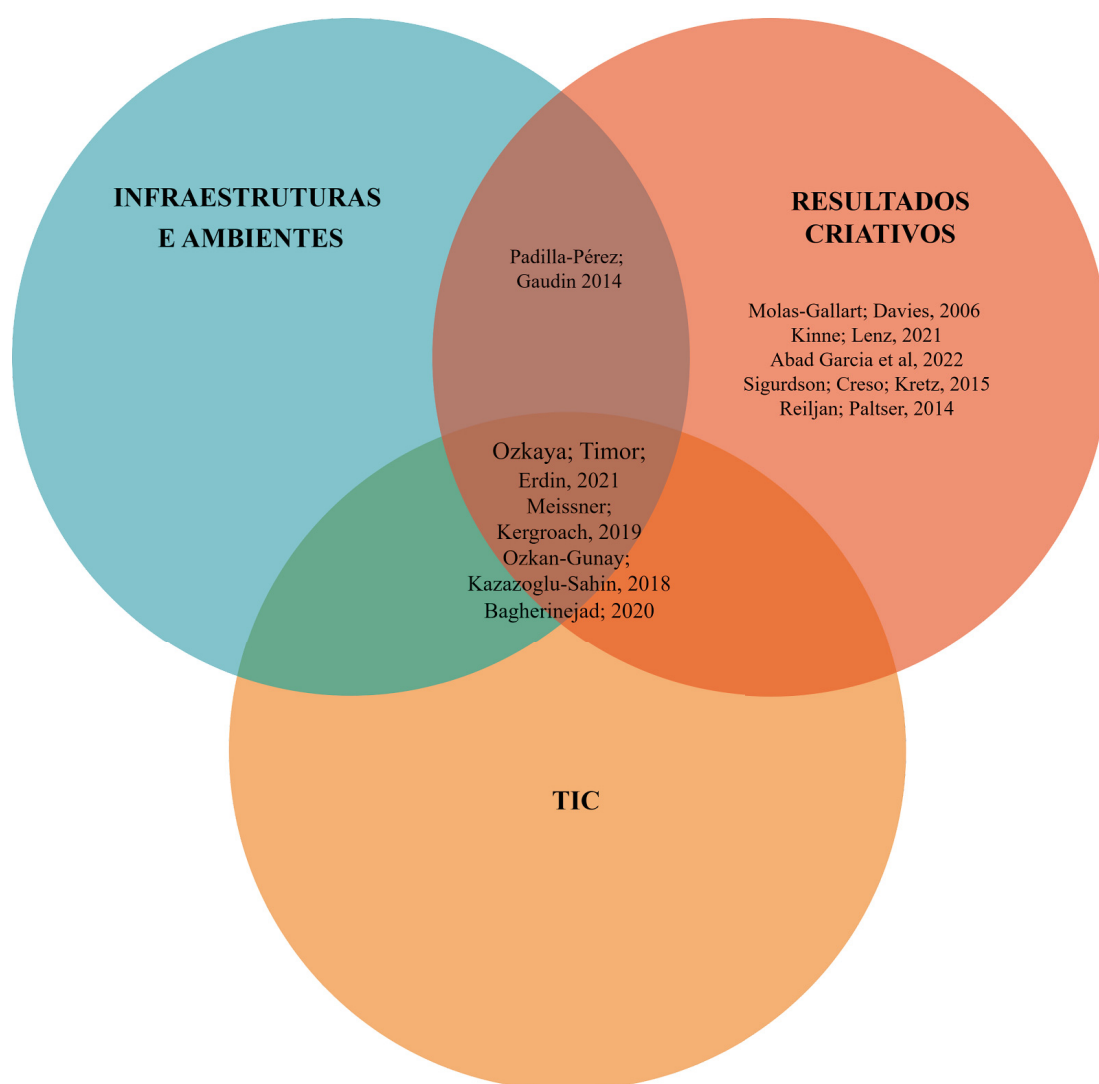 INFRAESTRUTURAS
E AMBIENTES
RESULTADOS
CRIATIVOS
Padilla-Pérez;
Gaudin 2014
Molas-Gallart; Davies, 2006
Kinne; Lenz, 2021
Abad Garcia et al, 2022
Sigurdson; Creso; Kretz, 2015
Reiljan; Paltser, 2014
Ozkaya; Timor;
Erdin, 2021
Meissner;
Kergroach, 2019
Ozkan-Gunay;
Kazazoglu-Sahin, 2018
Bagherinejad; 2020
TIC